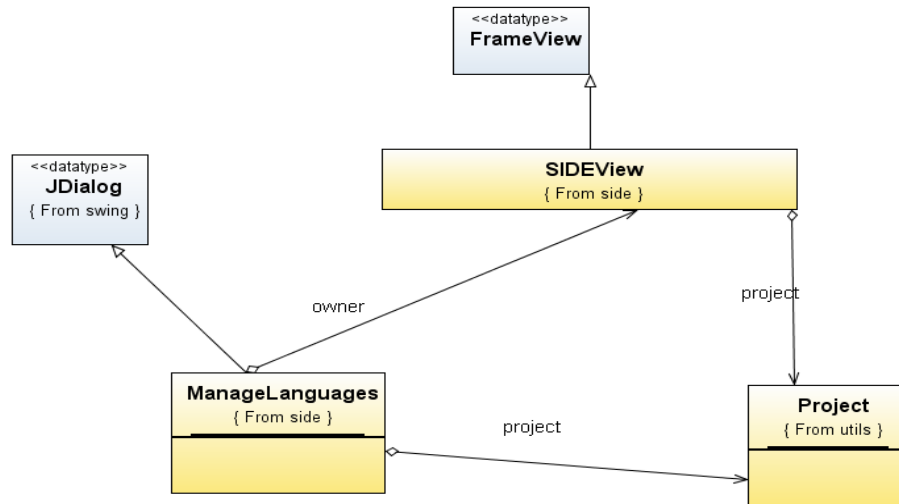 <<datatype>>
FrameView
<<datatype>>
JDialog
{ From swing }
SIDEView
{ From side }
owner
project
ManageLanguages
{ From side }
project
Project
{ From utils }